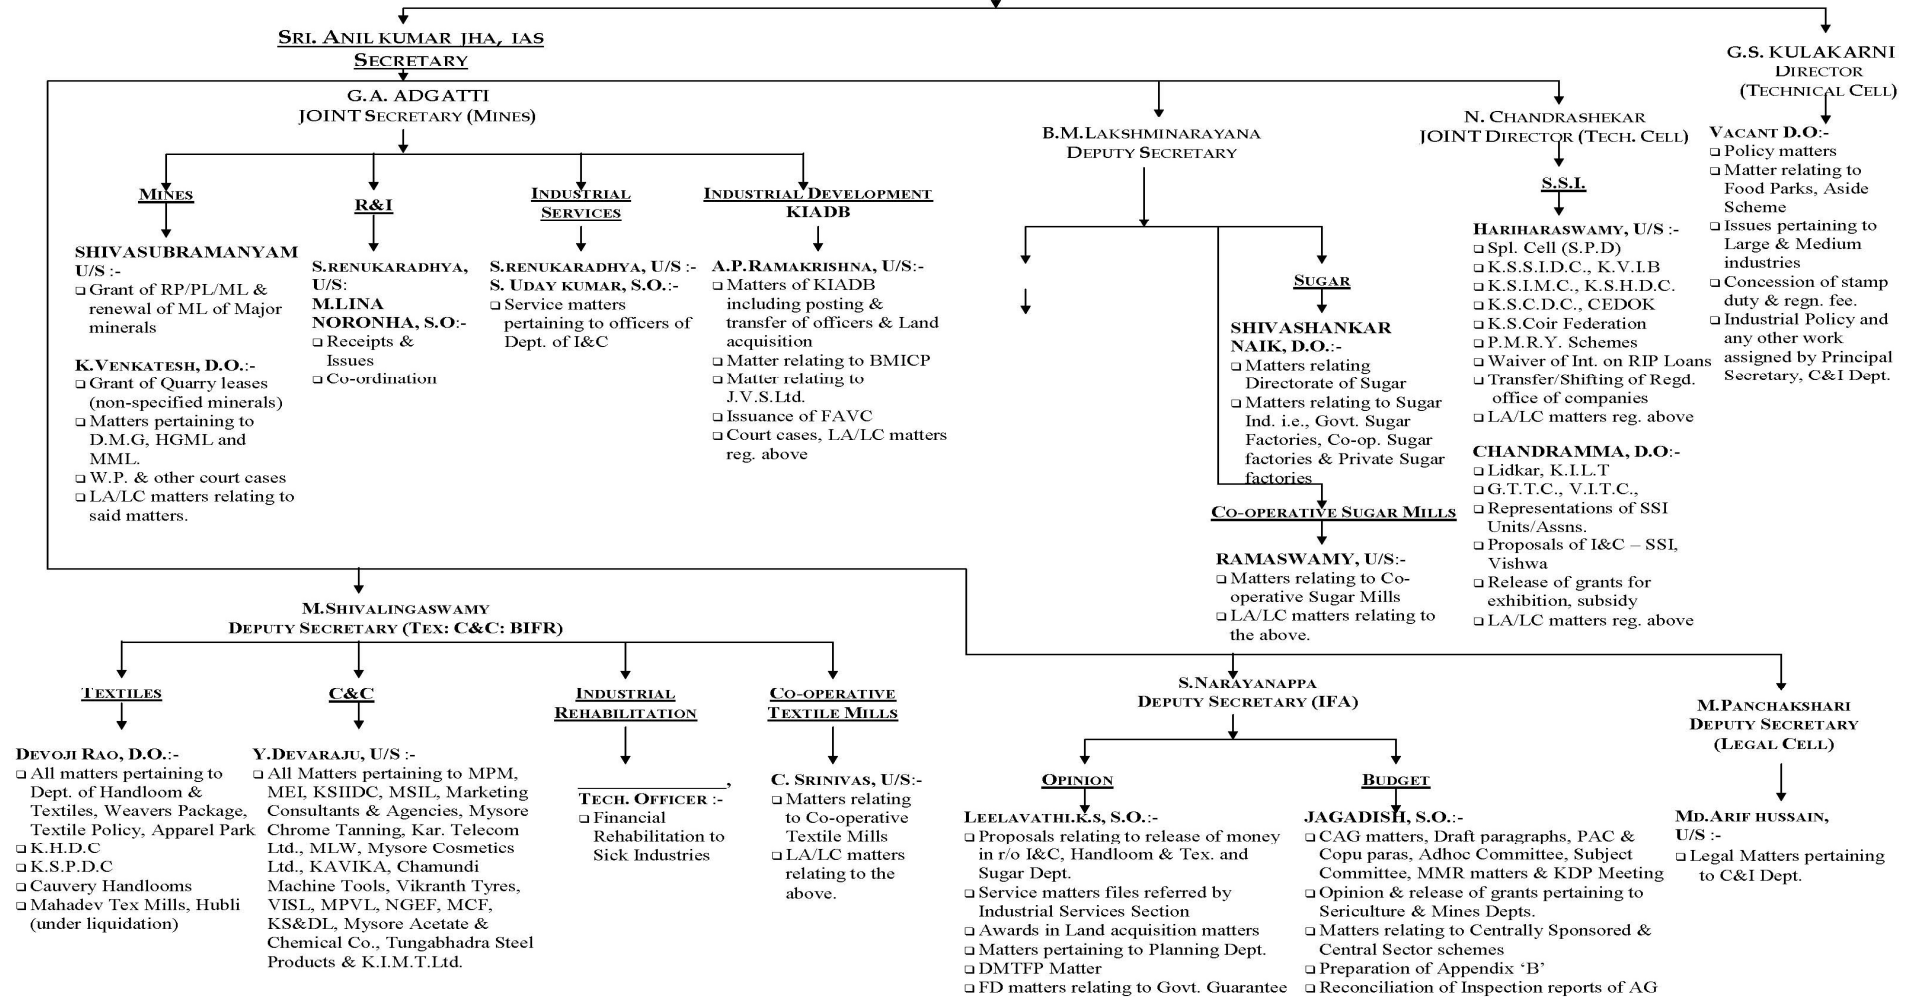 SRI. ANIL KUMAR JHA, IAS
SECRETARY
G.S. KULAKARNI
DIRECTOR
(TECHNICAL CELL)
VACANT D.O:-
❑ Policy matters
❑ Matter relating to
Food Parks, Aside
Scheme
❑ Issues pertaining to
Large & Medium
industries
❑ Concession of stamp
duty & regn. fee.
❑ Industrial Policy and
any other work
assigned by Principal
Secretary, C&I Dept.
G.A. ADGATTI
JOINT SECRETARY (MINES)
MINES
SHIVASUBRAMANYAM
U/S :-
❑ Grant of RP/PL/ML &
renewal of ML of Major
minerals
K.VENKATESH, D.O.:-
❑ Grant of Quarry leases
(non-specified minerals)
❑ Matters pertaining to
D.M.G, HGML and
MML.
❑ W.P. & other court cases
❑ LA/LC matters relating to
said matters.
R&I
S.RENUKARADHYA,
U/S:
M.LINA
NORONHA, S.O:-
❑ Receipts &
Issues
❑ Co-ordination
INDUSTRIAL
SERVICES
S.RENUKARADHYA, U/S :-
S. UDAY KUMAR, S.O.:-
❑ Service matters
pertaining to officers of
Dept. of I&C
INDUSTRIAL DEVELOPMENT
KIADB
A.P.RAMAKRISHNA, U/S:-
❑ Matters of KIADB
including posting &
transfer of officers & Land
acquisition
❑ Matter relating to BMICP
❑ Matter relating to
J.V.S.Ltd.
❑ Issuance of FAVC
❑ Court cases, LA/LC matters
reg. above
B.M.LAKSHMINARAYANA
DEPUTY SECRETARY
SUGAR
SHIVASHANKAR
NAIK, D.O.:-
❑ Matters relating
Directorate of Sugar
❑ Matters relating to Sugar
Ind. i.e., Govt. Sugar
Factories, Co-op. Sugar
factories & Private Sugar
factories
CO-OPERATIVE SUGAR MILLS
RAMASWAMY, U/S:-
❑ Matters relating to Co-
operative Sugar Mills
❑ LA/LC matters relating to
the above.
N. CHANDRASHEKAR
JOINT DIRECTOR (TECH. CELL)
S.S.I.
HARIHARASWAMY, U/S :-
❑ Spl. Cell (S.P.D)
❑ K.S.S.I.D.C., K.V.I.B
❑ K.S.I.M.C., K.S.H.D.C.
❑ K.S.C.D.C., CEDOK
❑ K.S.Coir Federation
❑ P.M.R.Y. Schemes
❑ Waiver of Int. on RIP Loans
❑ Transfer/Shifting of Regd.
office of companies
❑ LA/LC matters reg. above
CHANDRAMMA, D.O:-
❑ Lidkar, K.I.L.T
❑ G.T.T.C., V.I.T.C.,
❑ Representations of SSI
Units/Assns.
❑ Proposals of I&C – SSI,
Vishwa
❑ Release of grants for
exhibition, subsidy
❑ LA/LC matters reg. above
M.SHIVALINGASWAMY
DEPUTY SECRETARY (TEX: C&C: BIFR)
TEXTILES
DEVOJI RAO, D.O.:-
❑ All matters pertaining to
Dept. of Handloom &
Textiles, Weavers Package,
Textile Policy, Apparel Park
❑ K.H.D.C
❑ K.S.P.D.C
❑ Cauvery Handlooms
❑ Mahadev Tex Mills, Hubli
(under liquidation)
C&C
Y.DEVARAJU, U/S :-
❑ All Matters pertaining to MPM,
MEI, KSIIDC, MSIL, Marketing
Consultants & Agencies, Mysore
Chrome Tanning, Kar. Telecom
Ltd., MLW, Mysore Cosmetics
Ltd., KAVIKA, Chamundi
Machine Tools, Vikranth Tyres,
VISL, MPVL, NGEF, MCF,
KS&DL, Mysore Acetate &
Chemical Co., Tungabhadra Steel
Products & K.I.M.T.Ltd.
INDUSTRIAL
REHABILITATION
_______________,
TECH. OFFICER :-
❑ Financial
Rehabilitation to
Sick Industries
CO-OPERATIVE
TEXTILE MILLS
C. SRINIVAS, U/S:-
❑ Matters relating
to Co-operative
Textile Mills
❑ LA/LC matters
relating to the
above.
S.NARAYANAPPA
DEPUTY SECRETARY (IFA)
OPINION
LEELAVATHI.K.S, S.O.:-
❑ Proposals relating to release of money
in r/o I&C, Handloom & Tex. and
Sugar Dept.
❑ Service matters files referred by
Industrial Services Section
❑ Awards in Land acquisition matters
❑ Matters pertaining to Planning Dept.
❑ DMTFP Matter
❑ FD matters relating to Govt. Guarantee
BUDGET
JAGADISH, S.O.:-
❑ CAG matters, Draft paragraphs, PAC &
Copu paras, Adhoc Committee, Subject
Committee, MMR matters & KDP Meeting
❑ Opinion & release of grants pertaining to
Sericulture & Mines Depts.
❑ Matters relating to Centrally Sponsored &
Central Sector schemes
❑ Preparation of Appendix ‘B’
❑ Reconciliation of Inspection reports of AG
M.PANCHAKSHARI
DEPUTY SECRETARY
(LEGAL CELL)
MD.ARIF HUSSAIN,
U/S :-
❑ Legal Matters pertaining
to C&I Dept.